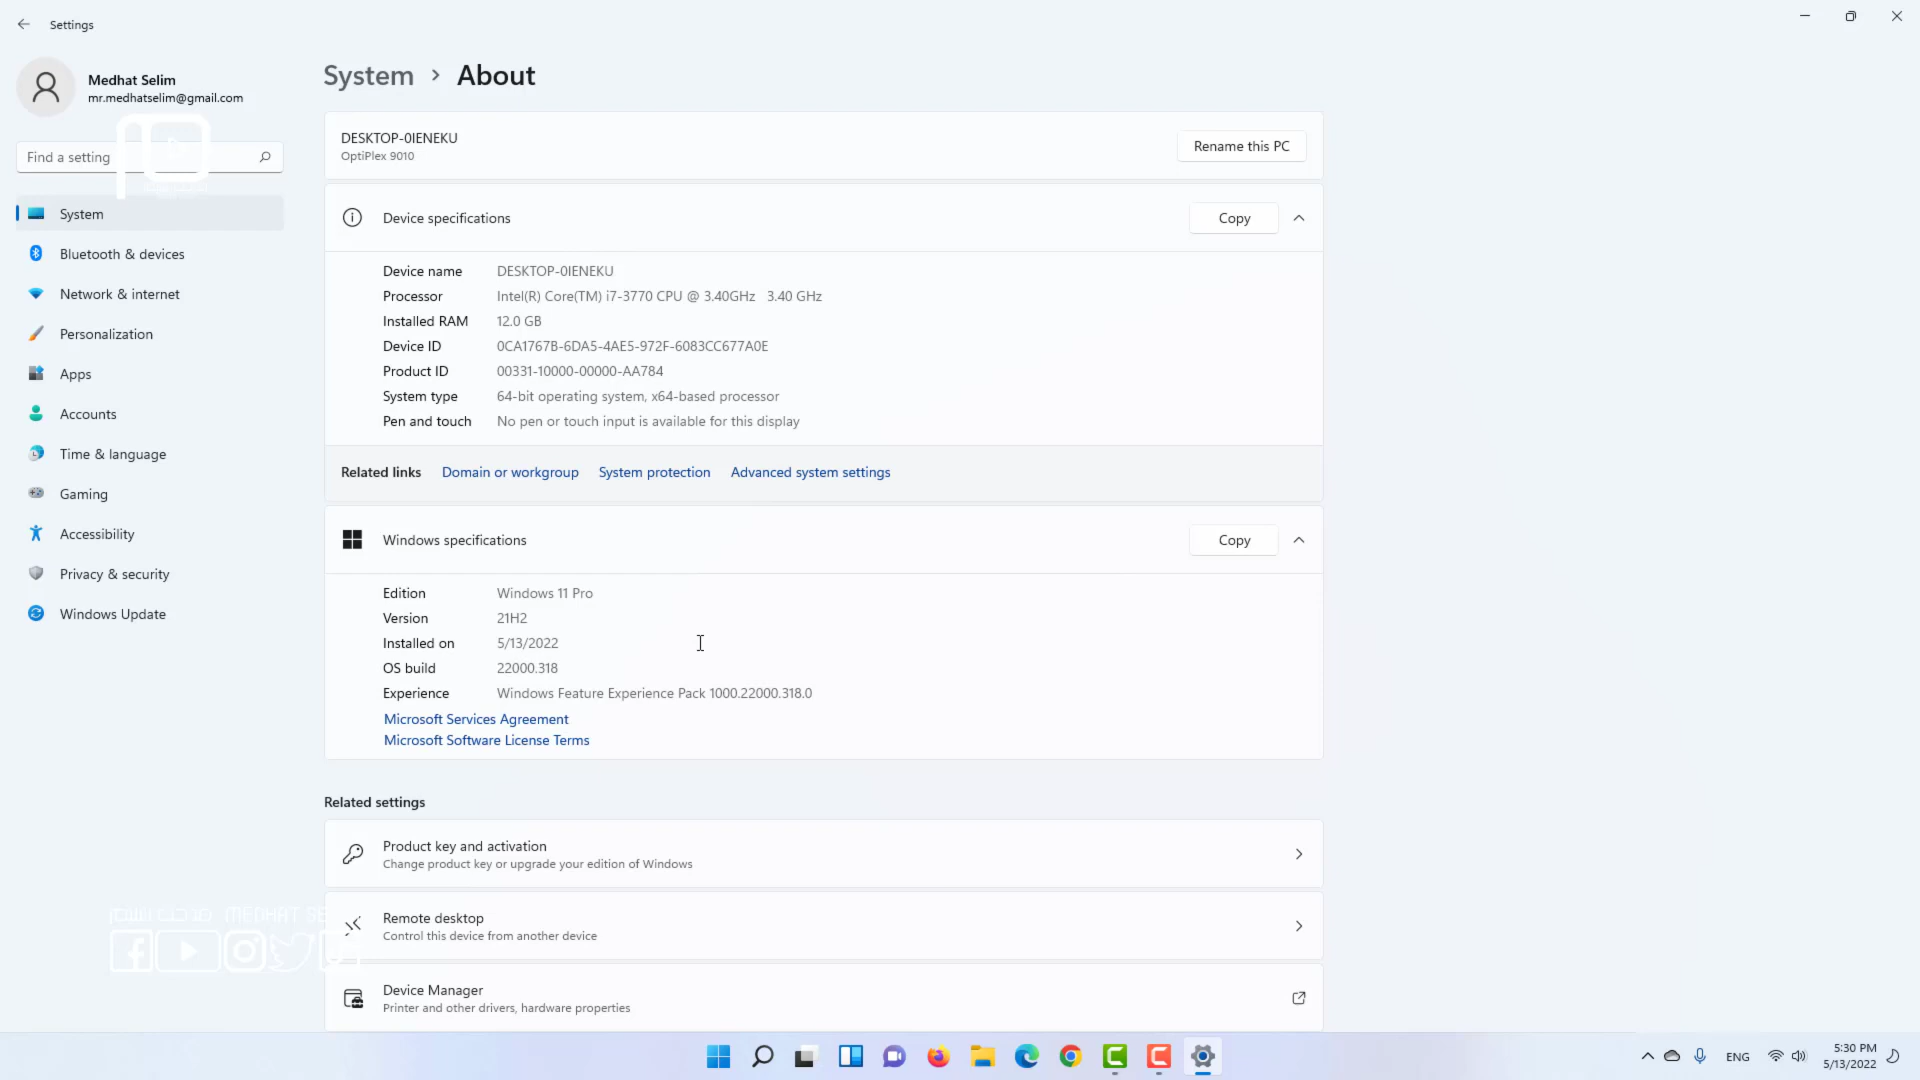 Settings
Medhat Selim
mr.medhatselim@gmail.com
Find a setting
System
Bluetooth & devices
Network & internet
Personalization
Apps
Accounts
Time & language
Gaming
Accessibility
Privacy & security
Windows Update
System > About
DESKTOP-0IENEKU
OptiPlex 9010
Rename this PC
Device specifications
Copy
Device name DESKTOP-0IENEKU
Processor Intel(R) Core(TM) i7-3770 CPU @ 3.40GHz 3.40 GHz
Installed RAM 12.0 GB
Device ID 0CA1767B-6DA5-4AE5-972F-6083CC677A0E
Product ID 00331-10000-00000-AA784
System type 64-bit operating system, x64-based processor
Pen and touch No pen or touch input is available for this display
Related links Domain or workgroup System protection Advanced system settings
Windows specifications
Copy
Edition Windows 11 Pro
Version 21H2
Installed on 5/13/2022
OS build 22000.318
Experience Windows Feature Experience Pack 1000.22000.318.0
Microsoft Services Agreement
Microsoft Software License Terms
Related settings
Product key and activation
Change product key or upgrade your edition of Windows
Remote desktop
Control this device from another device
Device Manager
Printer and other drivers, hardware properties
MEDHAT SE
ENG
5:30 PM
5/13/2022